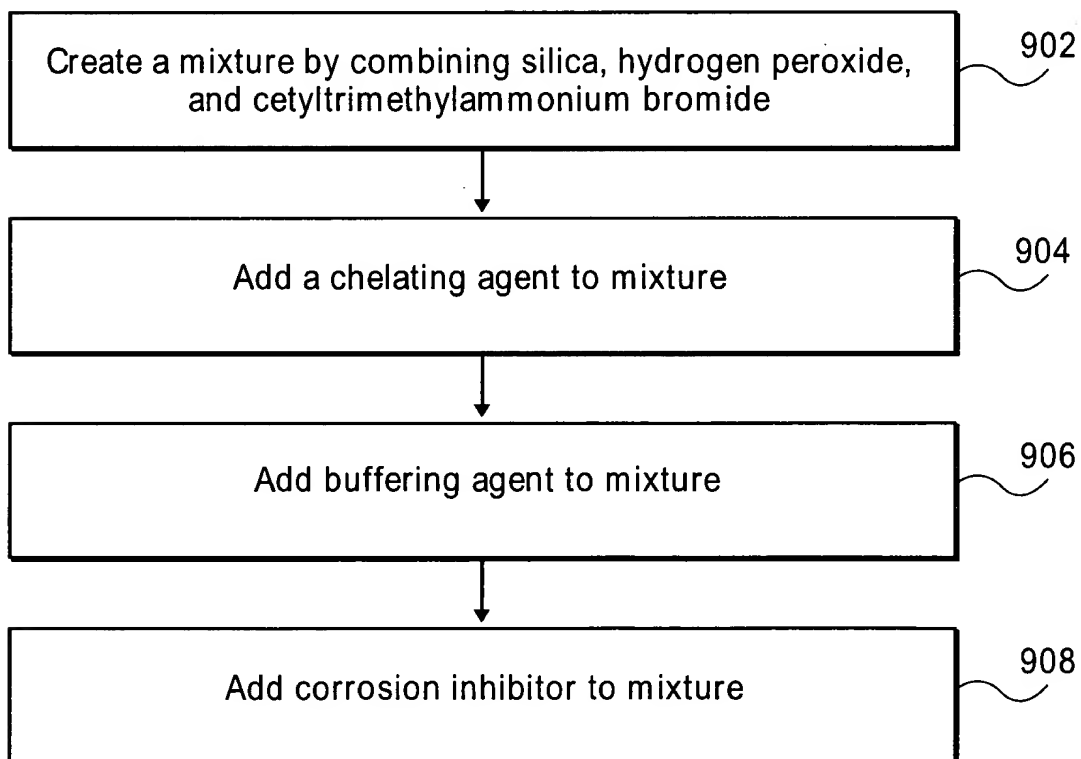 902
Create a mixture by combining silica, hydrogen peroxide,
and cetyltrimethylammonium bromide
904
Add a chelating agent to mixture
906
Add buffering agent to mixture
908
Add corrosion inhibitor to mixture